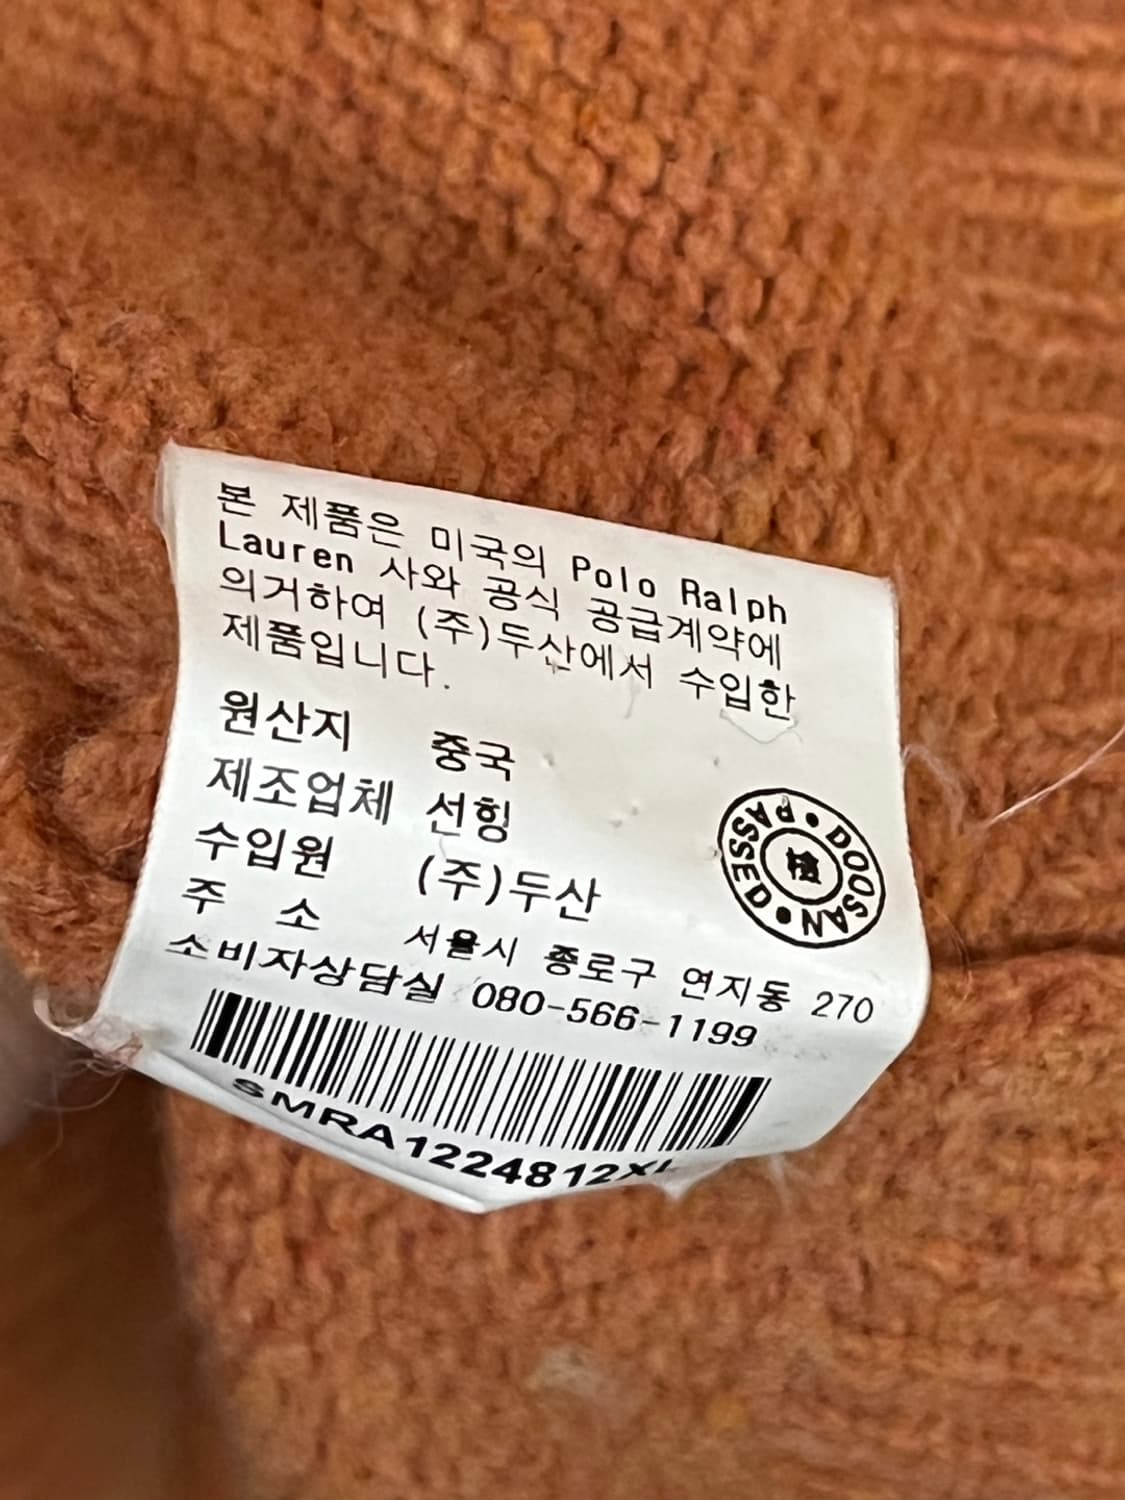 본 제품은 미국의 Polo Ralph
Lauren 사와 공식 공급계약에
의거하여 (주)두산에서 수입한
제품입니다.
원산지 중국
제조업체 선힝
수입원 (주)두산
주 소 서울시 종로구 연지동 270
소비자상담실 080-566-1199
DOOSAN • PASSED •
檢
SMRA1224812XL